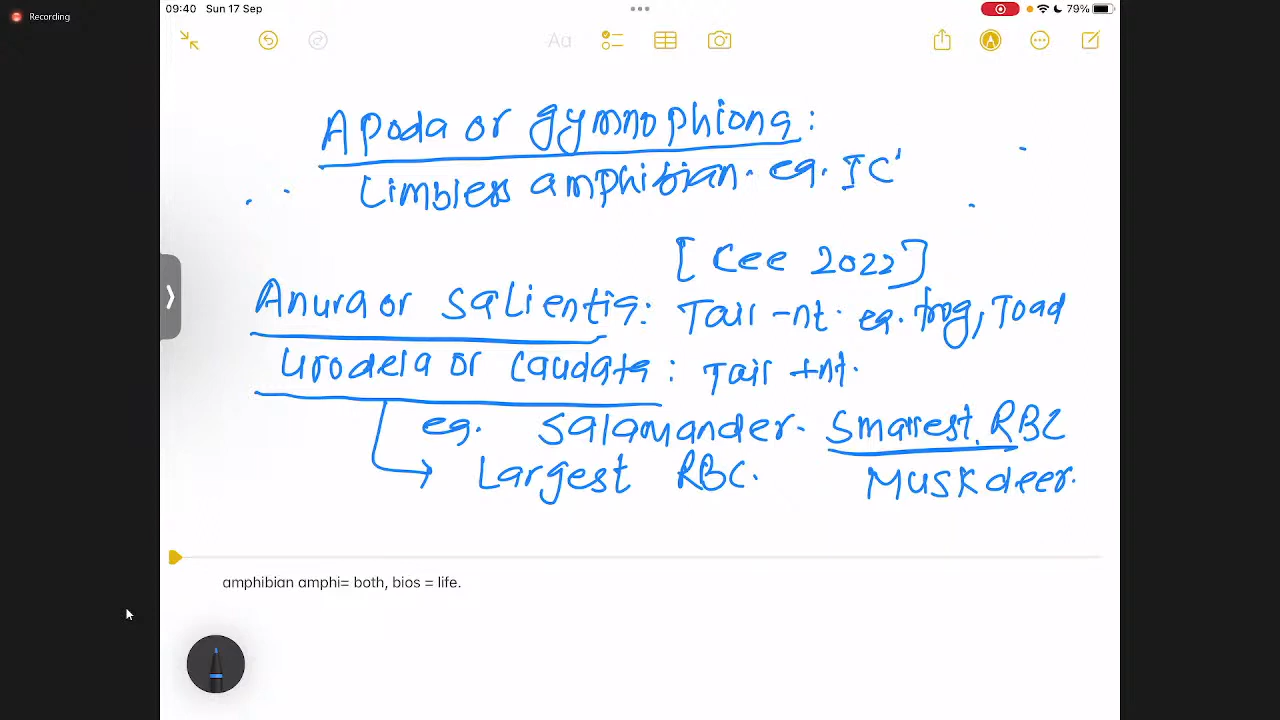 Recording
09:40 Sun 17 Sep
79%
Aa
Apoda or gymnophiona:
Limbless amphibian. eg. IC'
[Cee 2022]
Anura or Salientia: Tail -nt. eg. frog, Toad
Urodela or Caudata: Tail +nt.
eg. Salamander. Smallest RBC
Largest RBC. Muskdeer.
amphibian amphi= both, bios = life.